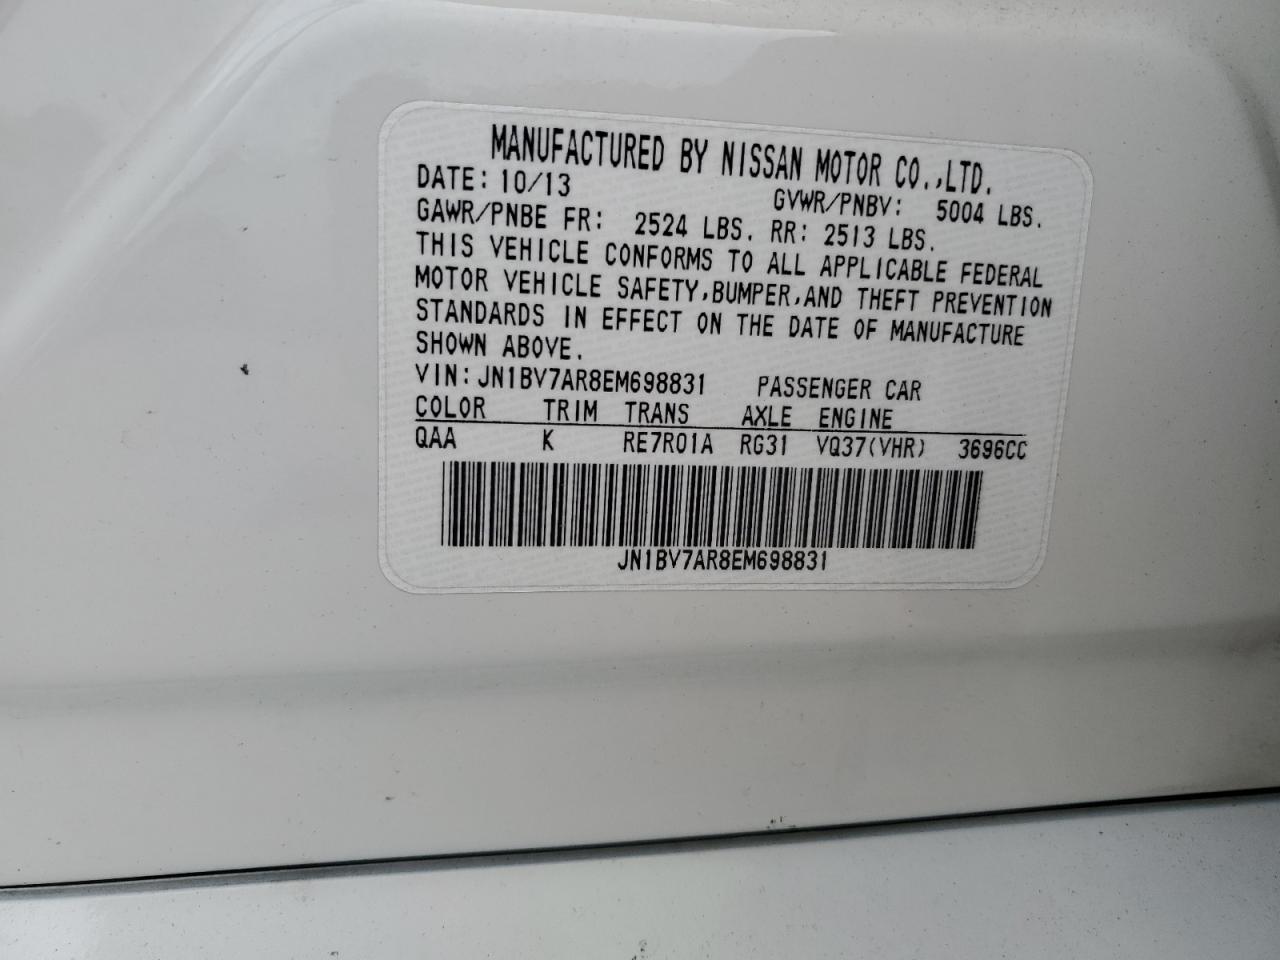 MANUFACTURED BY NISSAN MOTOR CO.,LTD.
DATE: 10/13 GVWR/PNBV: 5004 LBS.
GAWR/PNBE FR: 2524 LBS. RR: 2513 LBS.
THIS VEHICLE CONFORMS TO ALL APPLICABLE FEDERAL
MOTOR VEHICLE SAFETY,BUMPER,AND THEFT PREVENTION
STANDARDS IN EFFECT ON THE DATE OF MANUFACTURE
SHOWN ABOVE.
VIN: JN1BV7AR8EM698831 PASSENGER CAR
COLOR TRIM TRANS AXLE ENGINE
QAA K RE7R01A RG31 VQ37(VHR) 3696CC
JN1BV7AR8EM698831